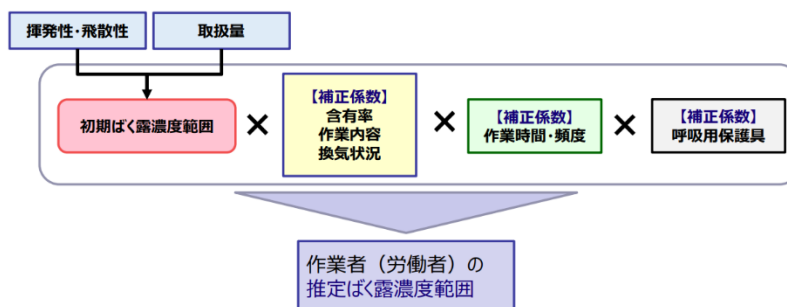 揮発性・飛散性
取扱量
初期ばく露濃度範囲
×
【補正係数】
含有率
作業内容
換気状況
×
【補正係数】
作業時間・頻度
×
【補正係数】
呼吸用保護具
作業者（労働者）の
推定ばく露濃度範囲